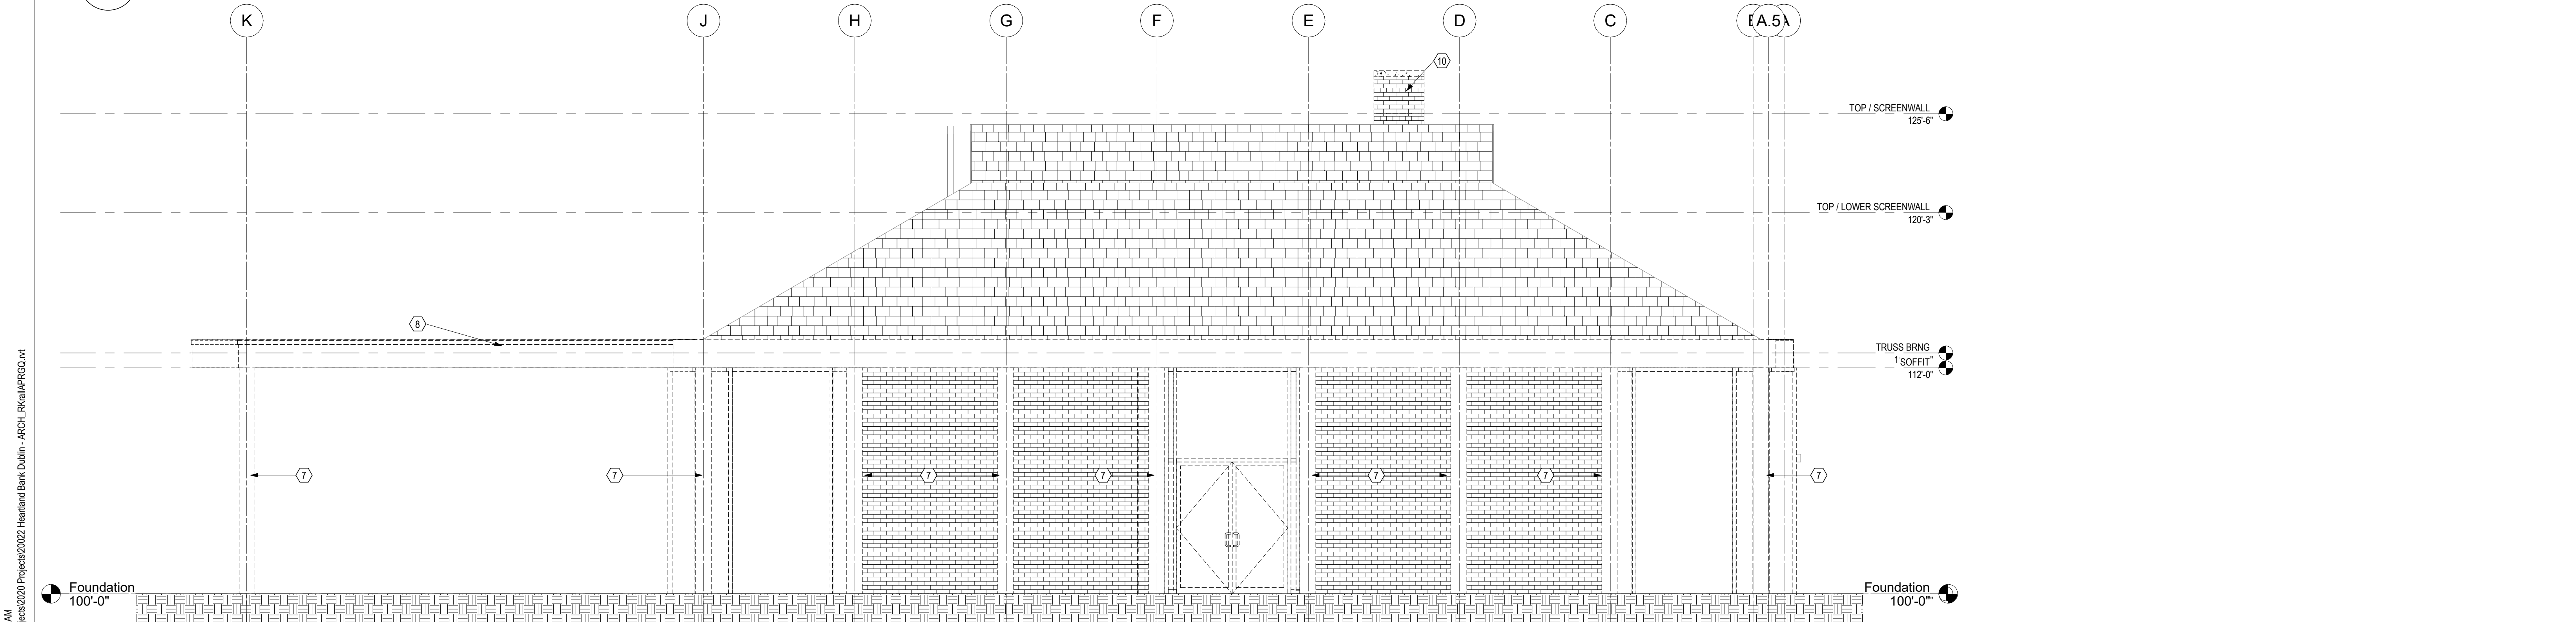 K J H G F E D C A.5
10
TOP / SCREENWALL
125'-6"
TOP / LOWER SCREENWALL
120'-3"
8
TRUSS BRNG
SOFFIT
112'-0"
7 7 7 7 7 7 7
Foundation
100'-0"
Foundation
100'-0"
AM
jects\2020 Projects\20022 Heartland Bank Dublin - ARCH_RKrallAPRGQ.rvt